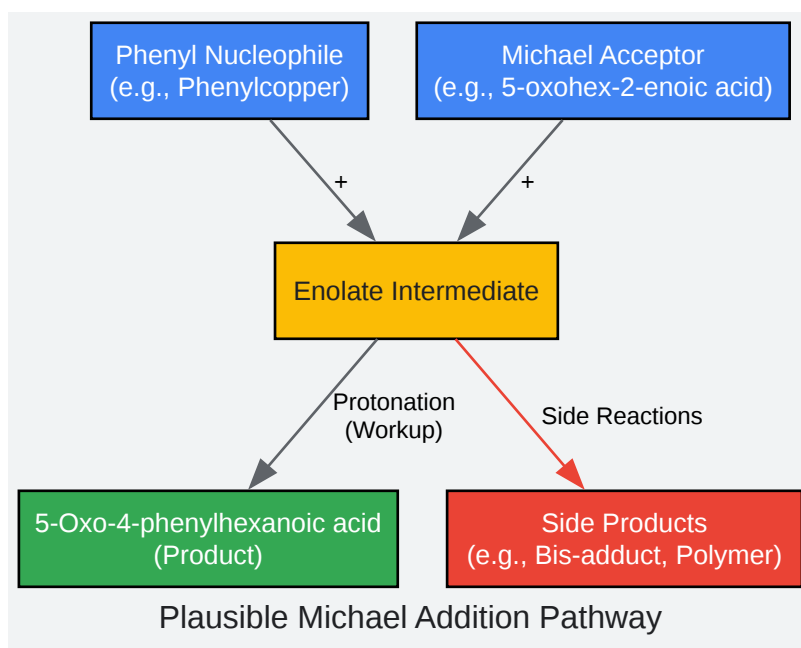 Phenyl Nucleophile
(e.g., Phenylcopper)
Michael Acceptor
(e.g., 5-oxohex-2-enoic acid)
+
+
Enolate Intermediate
Protonation
(Workup)
Side Reactions
5-Oxo-4-phenylhexanoic acid
(Product)
Side Products
(e.g., Bis-adduct, Polymer)
Plausible Michael Addition Pathway